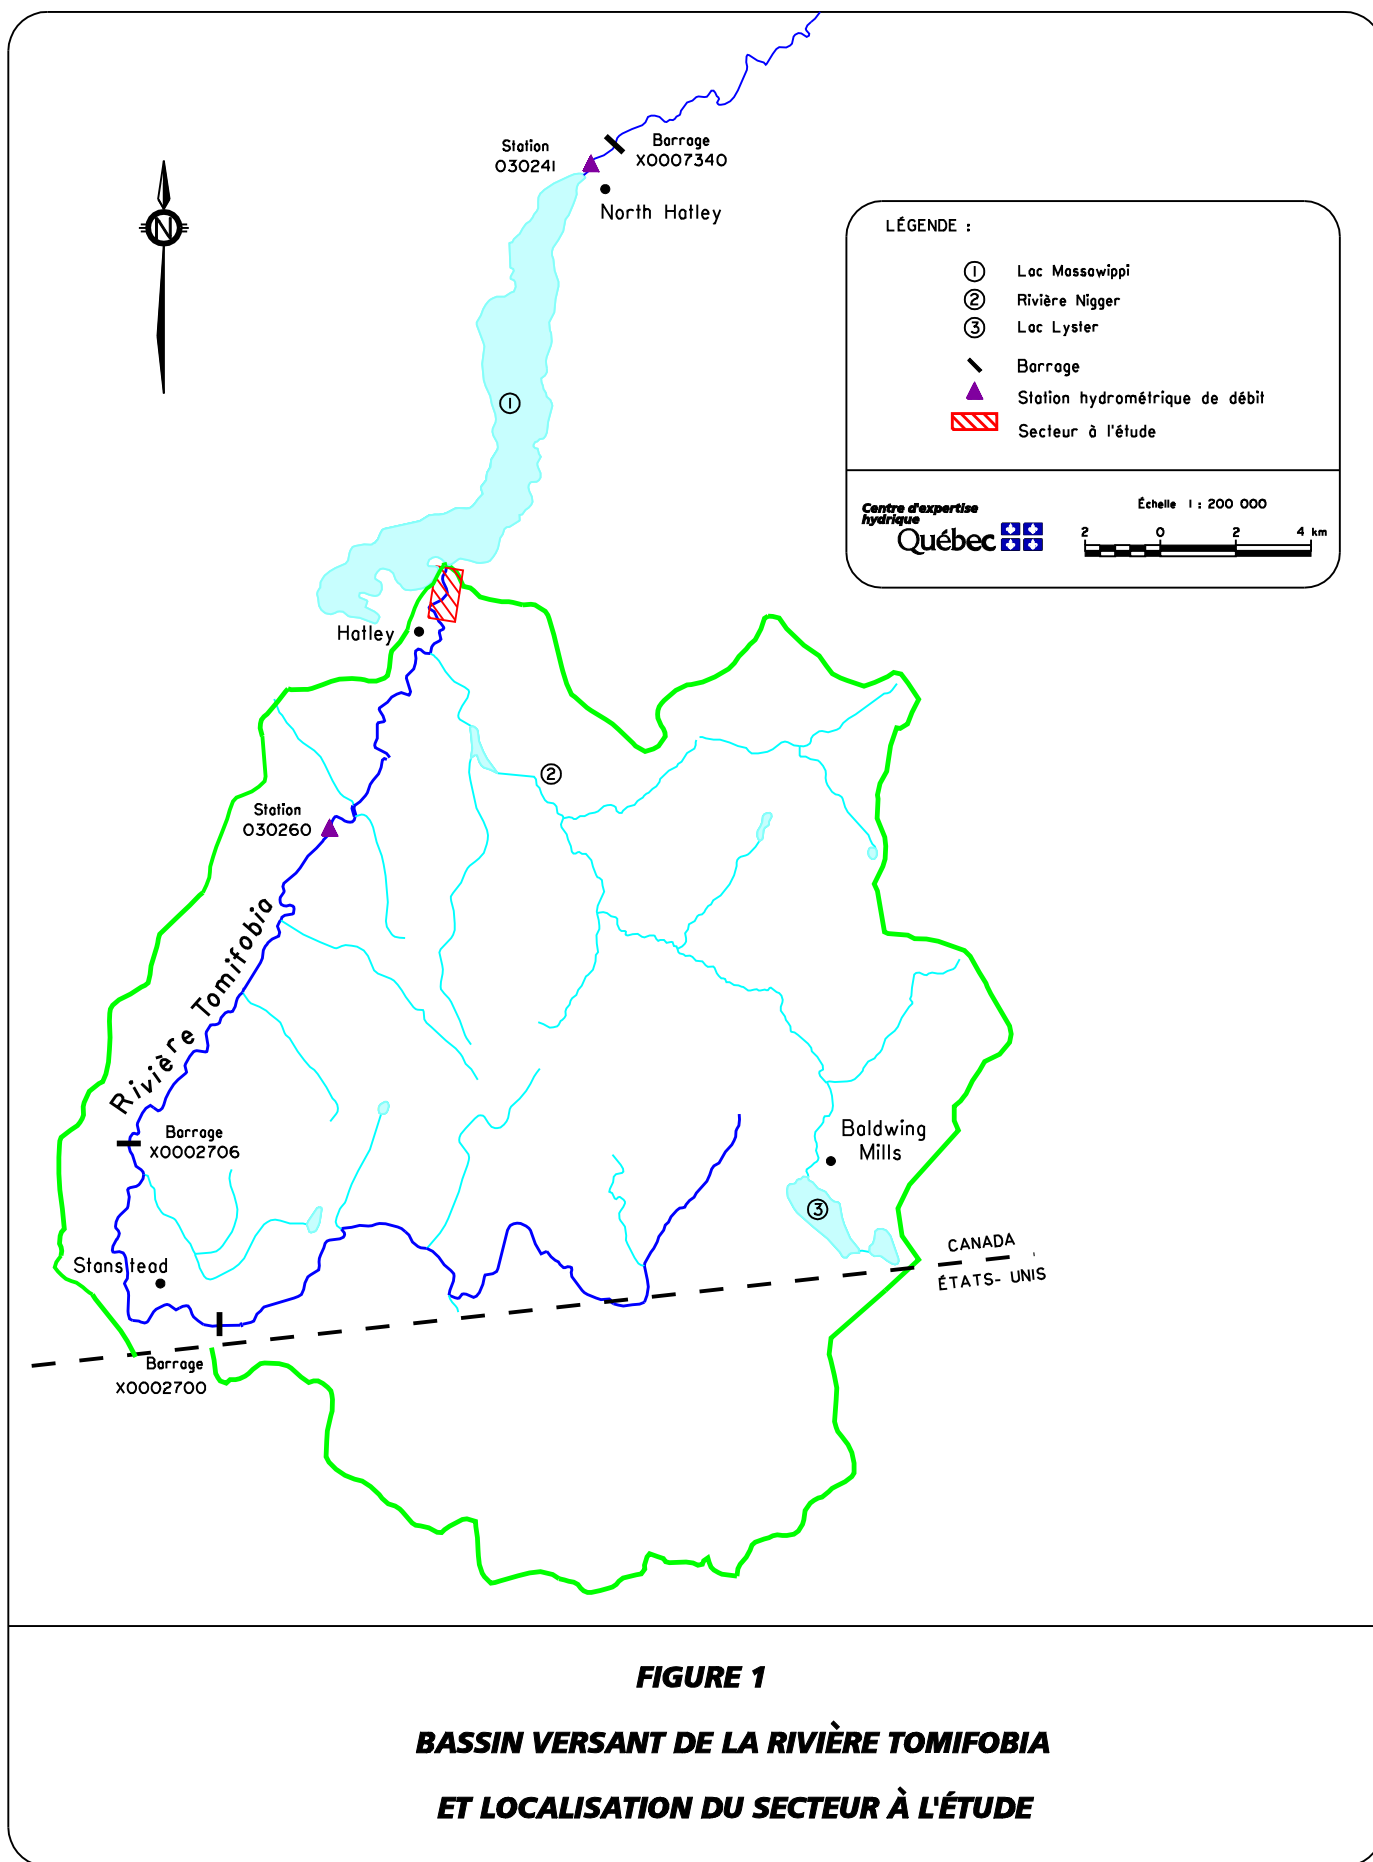 Station
030241
Barrage
X0007340
North Hatley
N
LÉGENDE :
1 Lac Massawippi
2 Rivière Nigger
3 Lac Lyster
Barrage
Station hydrométrique de débit
Secteur à l'étude
Centre d'expertise
hydrique
Québec
Échelle 1 : 200 000
2 0 2 4 km
1
Hatley
2
Station
030260
Rivière Tomifobia
Barrage
X0002706
Baldwing
Mills
3
Stanstead
CANADA
ÉTATS- UNIS
Barrage
X0002700
FIGURE 1
BASSIN VERSANT DE LA RIVIÈRE TOMIFOBIA
ET LOCALISATION DU SECTEUR À L'ÉTUDE